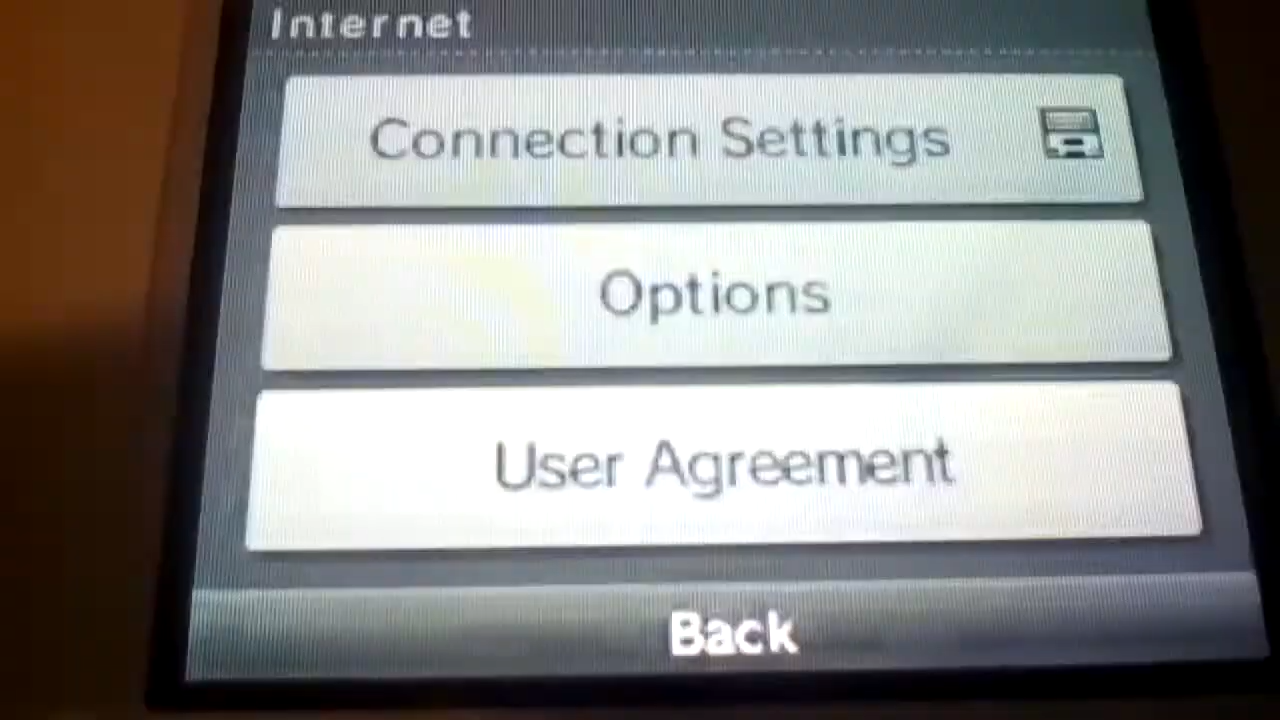 Internet
Connection Settings
Options
User Agreement
Back